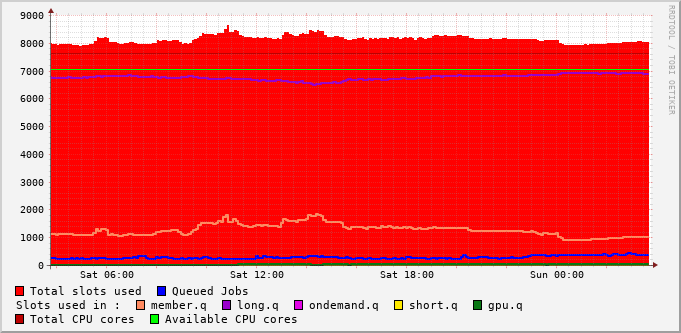 9000
8000
7000
6000
5000
4000
3000
2000
1000
0
Sat 06:00 Sat 12:00 Sat 18:00 Sun 00:00
RRDTOOL / TOBI OETIKER
Total slots used Queued Jobs
Slots used in : member.q long.q ondemand.q short.q gpu.q
Total CPU cores Available CPU cores